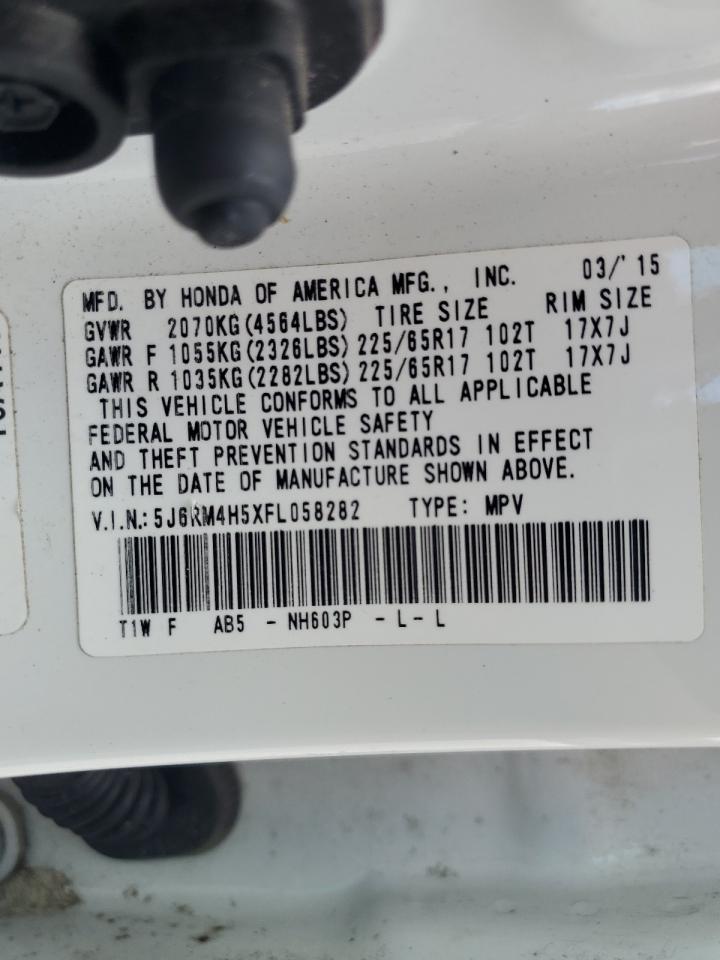 MFD. BY HONDA OF AMERICA MFG., INC. 03/'15
GVWR 2070KG(4564LBS) TIRE SIZE RIM SIZE
GAWR F 1055KG(2326LBS) 225/65R17 102T 17X7J
GAWR R 1035KG(2282LBS) 225/65R17 102T 17X7J
THIS VEHICLE CONFORMS TO ALL APPLICABLE
FEDERAL MOTOR VEHICLE SAFETY
AND THEFT PREVENTION STANDARDS IN EFFECT
ON THE DATE OF MANUFACTURE SHOWN ABOVE.
V.I.N.: 5J6RM4H5XFL058282 TYPE: MPV
T1W F AB5 - NH603P - L - L